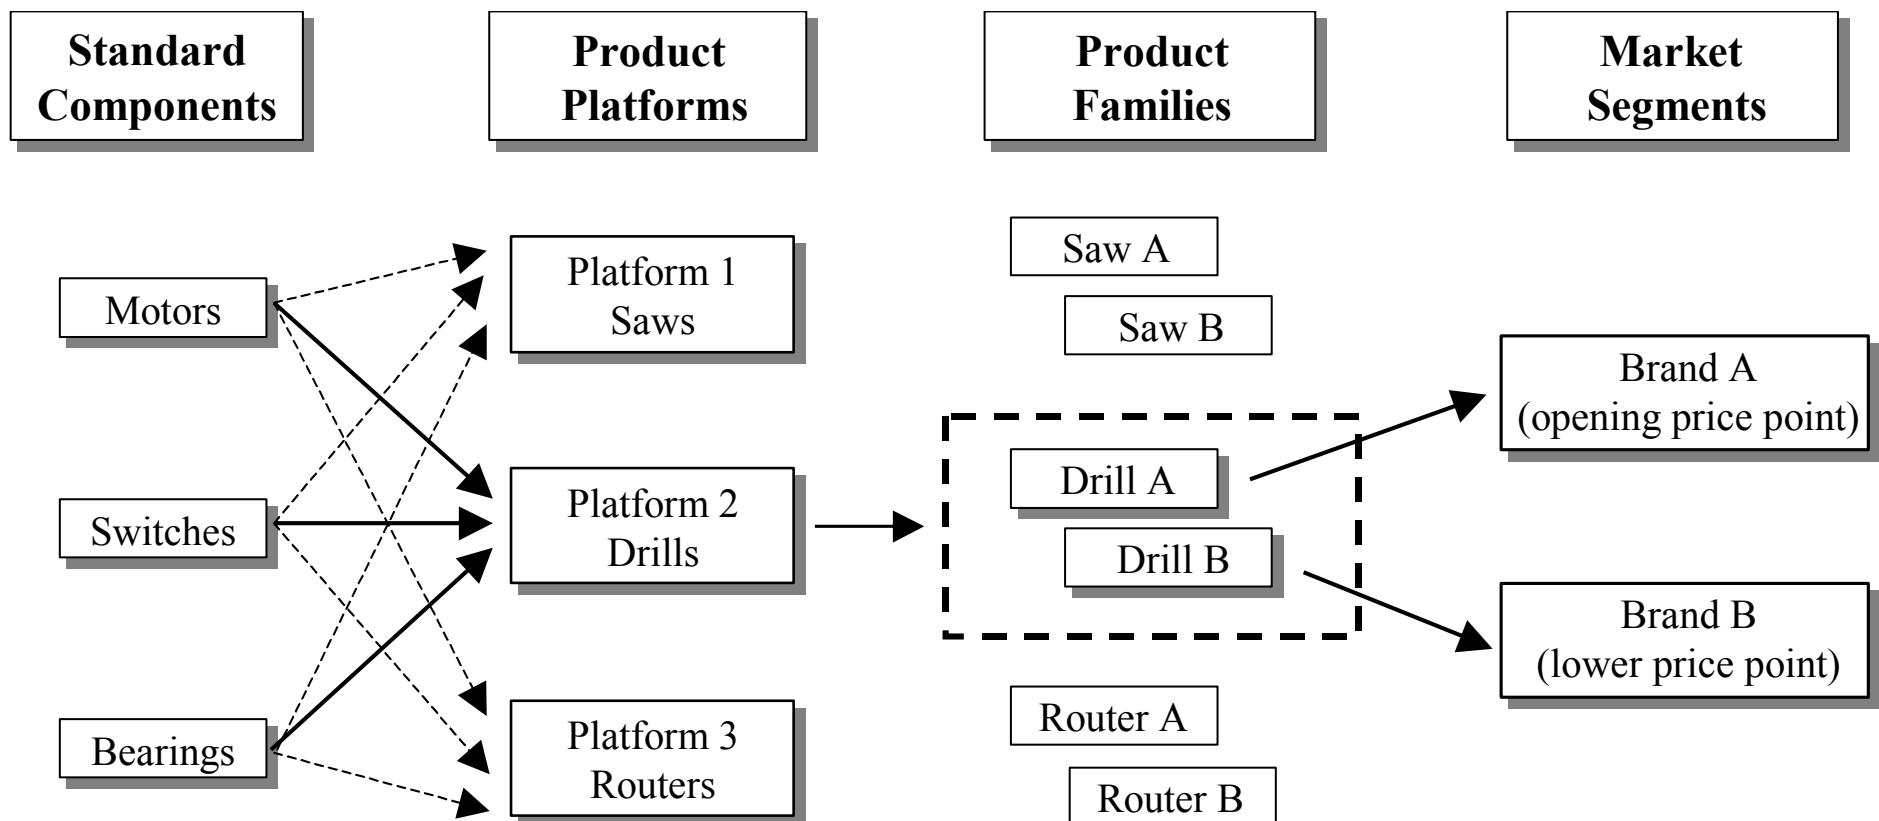 Standard
Components
Product
Platforms
Product
Families
Market
Segments
Motors
Switches
Bearings
Platform 1
Saws
Platform 2
Drills
Platform 3
Routers
Saw A
Saw B
Drill A
Drill B
Router A
Router B
Brand A
(opening price point)
Brand B
(lower price point)